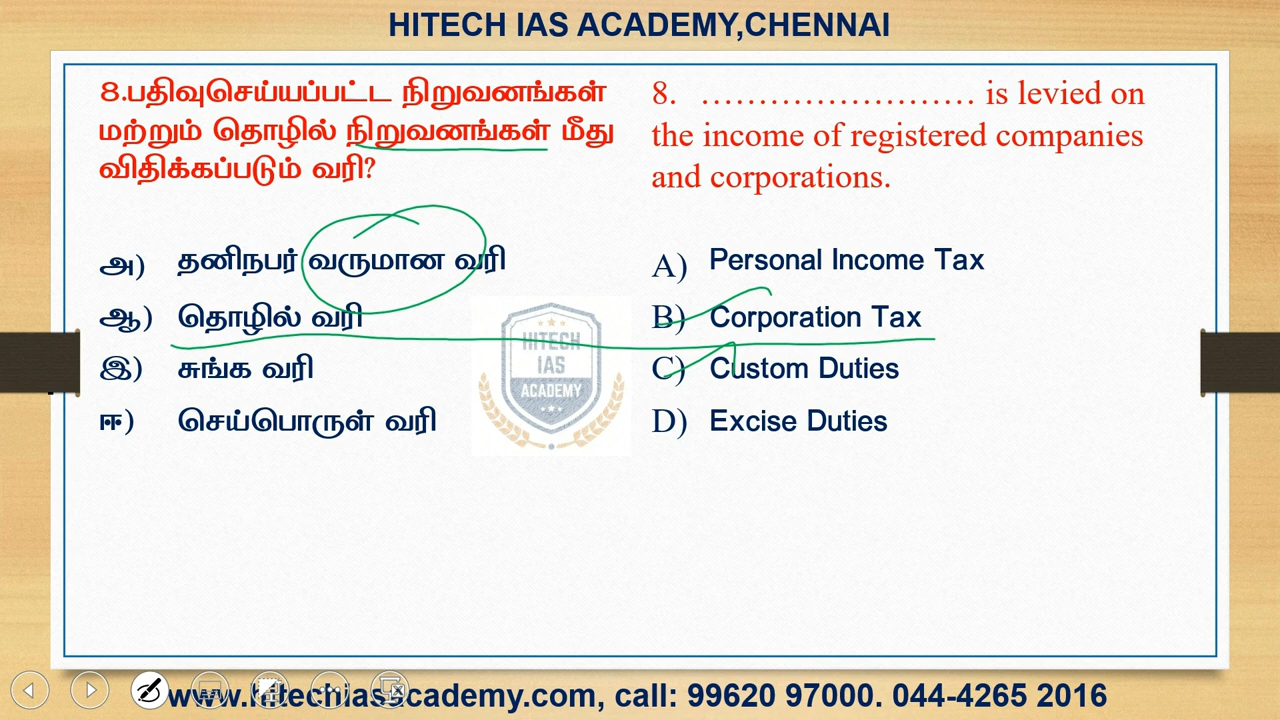 HITECH IAS ACADEMY,CHENNAI
8.பதிவுசெய்யப்பட்ட நிறுவனங்கள்
மற்றும் தொழில் நிறுவனங்கள் மீது
விதிக்கப்படும் வரி?
அ) தனிநபர் வருமான வரி
ஆ) தொழில் வரி
இ) சுங்க வரி
ஈ) செய்பொருள் வரி
8. ........................ is levied on
the income of registered companies
and corporations.
A) Personal Income Tax
B) Corporation Tax
C) Custom Duties
D) Excise Duties
HITECH
IAS
ACADEMY
www.hitechiasacademy.com, call: 99620 97000. 044-4265 2016